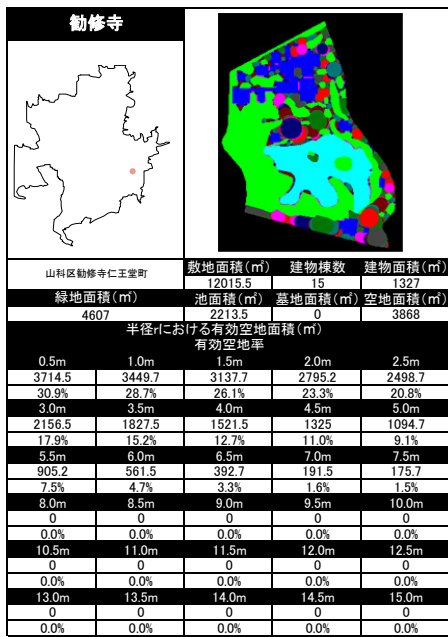 勧修寺
山科区勧修寺仁王堂町
敷地面積(㎡) 建物棟数 建物面積(㎡)
12015.5 15 1327
緑地面積(㎡) 池面積(㎡) 墓地面積(㎡) 空地面積(㎡)
4607 2213.5 0 3868
半径rにおける有効空地面積(㎡)
有効空地率
0.5m 1.0m 1.5m 2.0m 2.5m
3714.5 3449.7 3137.7 2795.2 2498.7
30.9% 28.7% 26.1% 23.3% 20.8%
3.0m 3.5m 4.0m 4.5m 5.0m
2156.5 1827.5 1521.5 1325 1094.7
17.9% 15.2% 12.7% 11.0% 9.1%
5.5m 6.0m 6.5m 7.0m 7.5m
905.2 561.5 392.7 191.5 175.7
7.5% 4.7% 3.3% 1.6% 1.5%
8.0m 8.5m 9.0m 9.5m 10.0m
0 0 0 0 0
0.0% 0.0% 0.0% 0.0% 0.0%
10.5m 11.0m 11.5m 12.0m 12.5m
0 0 0 0 0
0.0% 0.0% 0.0% 0.0% 0.0%
13.0m 13.5m 14.0m 14.5m 15.0m
0 0 0 0 0
0.0% 0.0% 0.0% 0.0% 0.0%